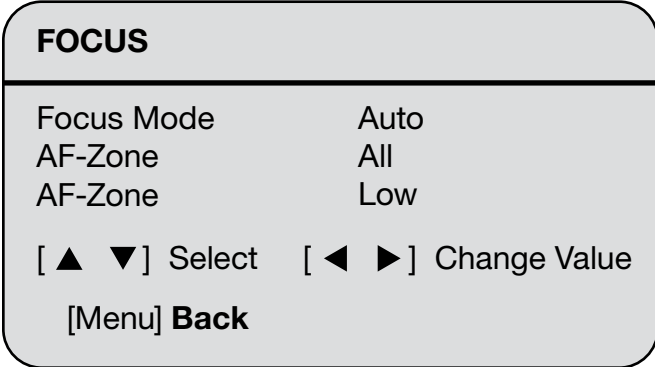 FOCUS
Focus Mode Auto
AF-Zone All
AF-Zone Low
[ ▲ ▼ ] Select [ ◀ ▶ ] Change Value
[Menu] Back